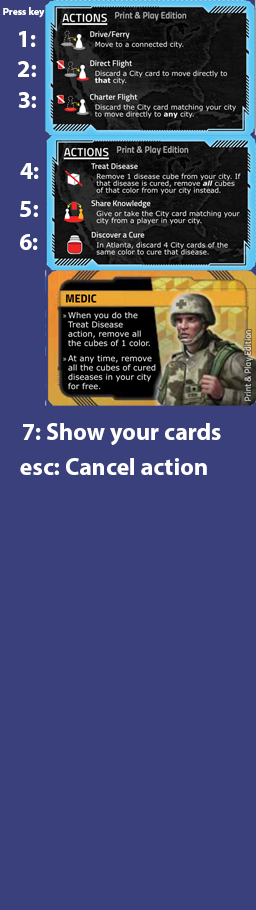 Press key
ACTIONS Print & Play Edition
1: Drive/Ferry
Move to a connected city.
2: Direct Flight
Discard a City card to move directly to
that city.
3: Charter Flight
Discard the City card matching your city
to move directly to any city.
ACTIONS Print & Play Edition
4: Treat Disease
Remove 1 disease cube from your city. If
that disease is cured, remove all cubes
of that color from your city instead.
5: Share Knowledge
Give or take the City card matching your
city from a player in your city.
6: Discover a Cure
In Atlanta, discard 4 City cards of the
same color to cure that disease.
MEDIC
» When you do the
Treat Disease
action, remove all
the cubes of 1 color.
» At any time, remove
all the cubes of cured
diseases in your city
for free.
Print & Play Edition
7: Show your cards
esc: Cancel action